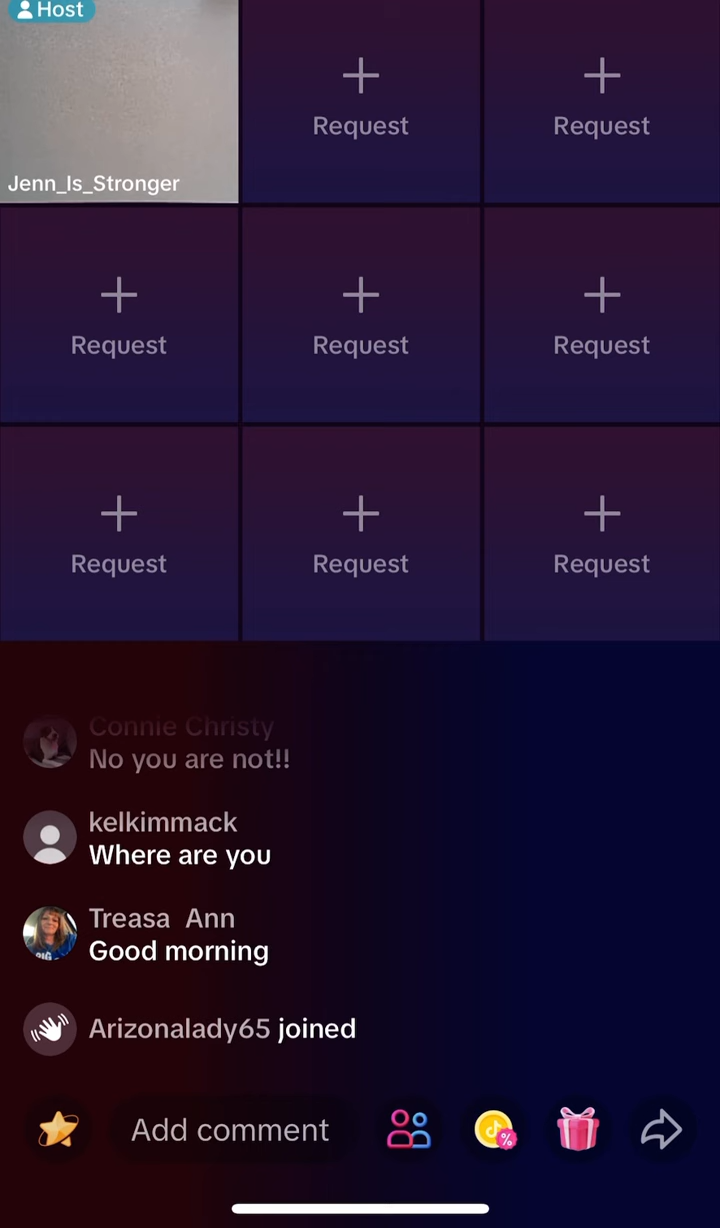 Host
Request
Request
Jenn_Is_Stronger
Request
Request
Request
Request
Request
Request
Connie Christy
No you are not!!
kelkimmack
Where are you
Treasa Ann
Good morning
Arizonalady65 joined
Add comment